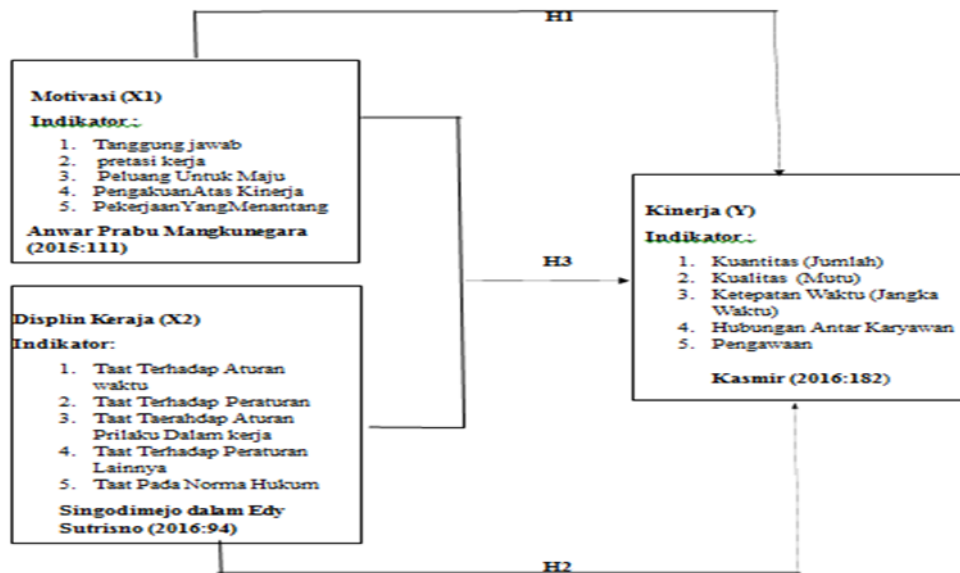 H1
Motivasi (X1)
Indikator :
1. Tanggung jawab
2. pretasi kerja
3. Peluang Untuk Maju
4. PengakuanAtas Kinerja
5. PekerjaanYangMenantang
Anwar Prabu Mangkunegara
(2015:111)
H3
Displin Keraja (X2)
Indikator:
1. Taat Terhadap Aturan
waktu
2. Taat Terhadap Peraturan
3. Taat Taerahdap Aturan
Prilaku Dalam kerja
4. Taat Terhadap Peraturan
Lainnya
5. Taat Pada Norma Hukum
Singodimejo dalam Edy
Sutrisno (2016:94)
Kinerja (Y)
Indikator :
1. Kuantitas (Jumlah)
2. Kualitas (Mutu)
3. Ketepatan Waktu (Jangka
Waktu)
4. Hubungan Antar Karyawan
5. Pengawaan
Kasmir (2016:182)
H2